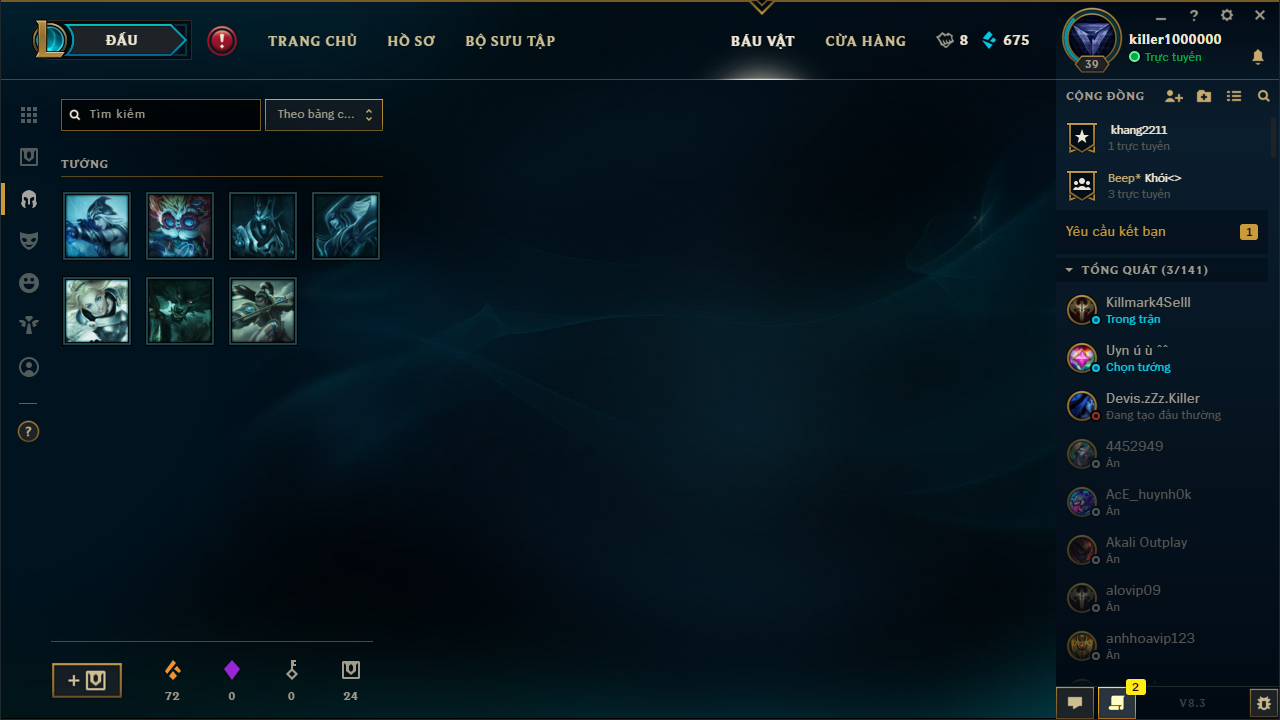 ĐẤU
TRANG CHỦ
HỒ SƠ
BỘ SƯU TẬP
BÁU VẬT
CỬA HÀNG
8
675
39
killer1000000
Trực tuyến
Tìm kiếm
Theo bảng c...
TƯỚNG
72
0
0
24
CỘNG ĐỒNG
khang2211
1 trực tuyến
Beep* Khói<>
3 trực tuyến
Yêu cầu kết bạn
1
TỔNG QUÁT (3/141)
Killmark4Selll
Trong trận
Uyn ú ù ^^
Chọn tướng
Devis.zZz.Killer
Đang tạo đấu thường
4452949
Ẩn
AcE_huynh0k
Ẩn
Akali Outplay
Ẩn
alovip09
Ẩn
anhhoavip123
Ẩn
2
V8.3